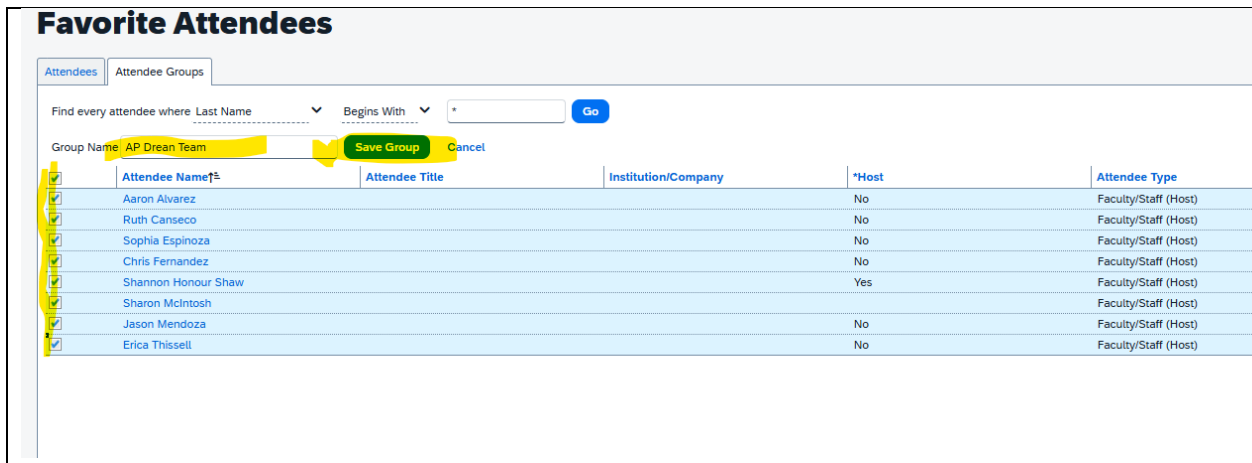 Favorite Attendees
Attendees Attendee Groups
Find every attendee where Last Name Begins With * Go
Group Name AP Drean Team Save Group Cancel
Attendee Name Attendee Title Institution/Company *Host Attendee Type
Aaron Alvarez No Faculty/Staff (Host)
Ruth Canseco No Faculty/Staff (Host)
Sophia Espinoza No Faculty/Staff (Host)
Chris Fernandez No Faculty/Staff (Host)
Shannon Honour Shaw Yes Faculty/Staff (Host)
Sharon McIntosh Faculty/Staff (Host)
Jason Mendoza No Faculty/Staff (Host)
Erica Thissell No Faculty/Staff (Host)